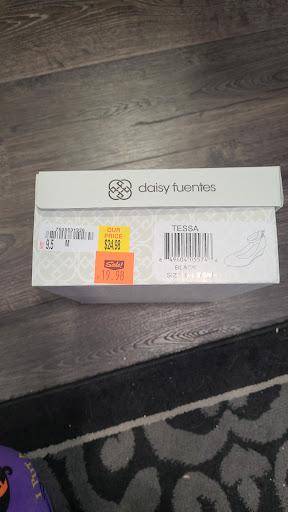 daisy fuentes
9.5 M
OUR
PRICE
$24.98
Sale!
19.98
TESSA
BLACK